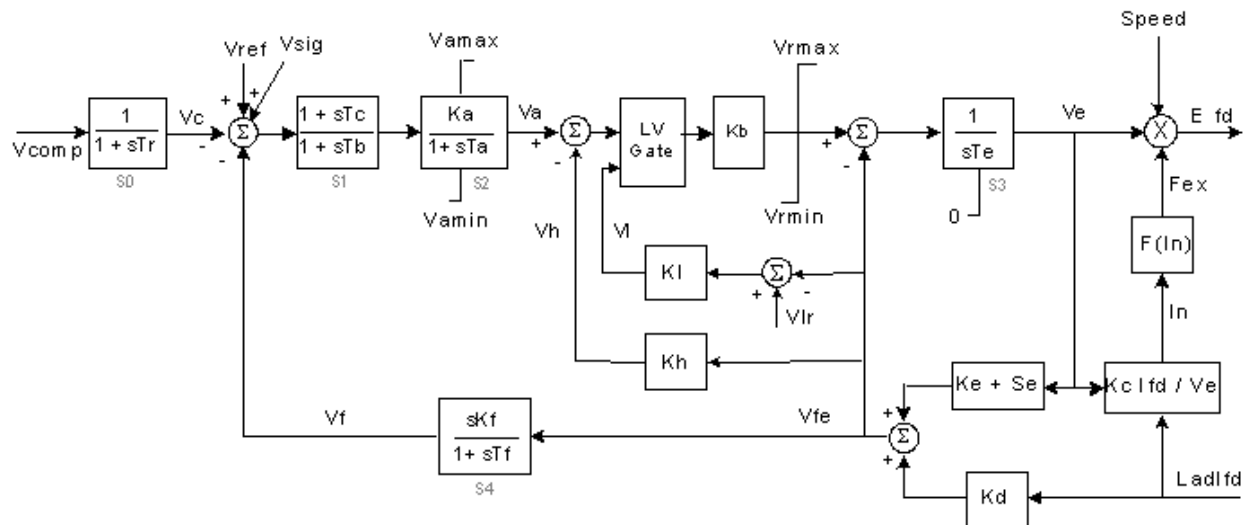 Speed
Vref
Vsig
Vamax
Vrmax
+
+
1
1 + sTr
S0
Vcomp
Vc
-
-
Σ
1 + sTc
1 + sTb
S1
Ka
1 + sTa
S2
Vamin
Va
+
-
Σ
LV
Gate
Kb
Vrmin
+
-
Σ
1
sTe
S3
0
Ve
X
E fd
Fex
F(In)
In
Vh
Vl
Kl
Σ
+
-
Vlr
Kh
Ke + Se
Kc Ifd / Ve
Vf
sKf
1+ sTf
S4
Vfe
+
+
Σ
Kd
LadIfd